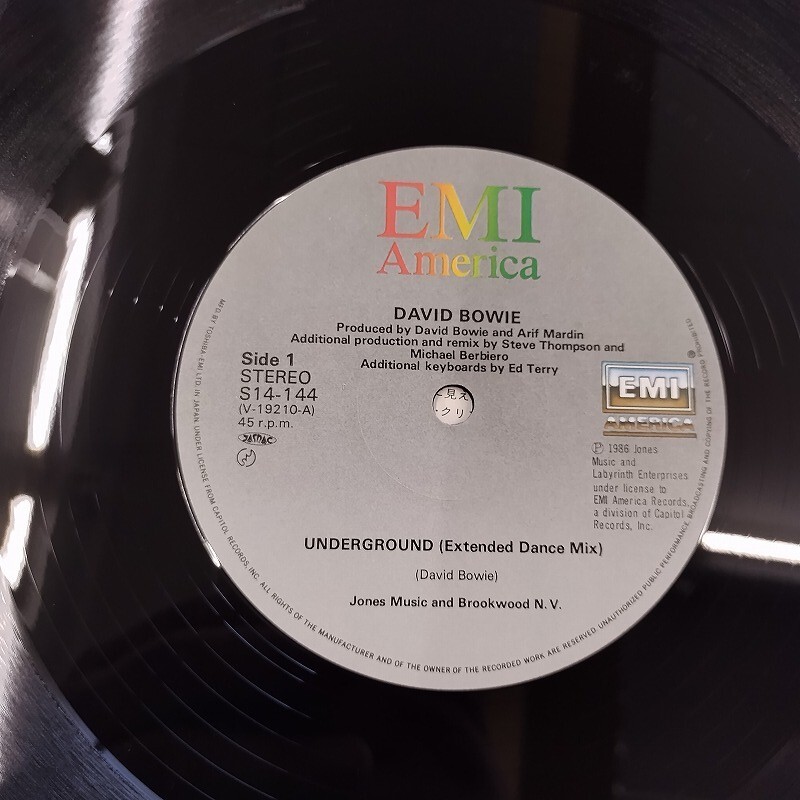 EMI
America
DAVID BOWIE
Produced by David Bowie and Arif Mardin
Additional production and remix by Steve Thompson and
Michael Berbiero
Additional keyboards by Ed Terry
Side 1
STEREO
S14-144
(V-19210-A)
45 r.p.m.
JASRAC
見え
クリ
EMI
AMERICA
Ⓟ 1986 Jones
Music and
Labyrinth Enterprises
under license to
EMI America Records,
a division of Capitol
Records, Inc.
UNDERGROUND (Extended Dance Mix)
(David Bowie)
Jones Music and Brookwood N.V.
MFD. BY TOSHIBA EMI LTD. IN JAPAN UNDER LICENSE FROM CAPITOL RECORDS, INC. ALL RIGHTS OF THE MANUFACTURER AND OF THE OWNER OF THE RECORDED WORK ARE RESERVED. UNAUTHORIZED PUBLIC PERFORMANCE, BROADCASTING AND COPYING OF THE RECORD PROHIBITED